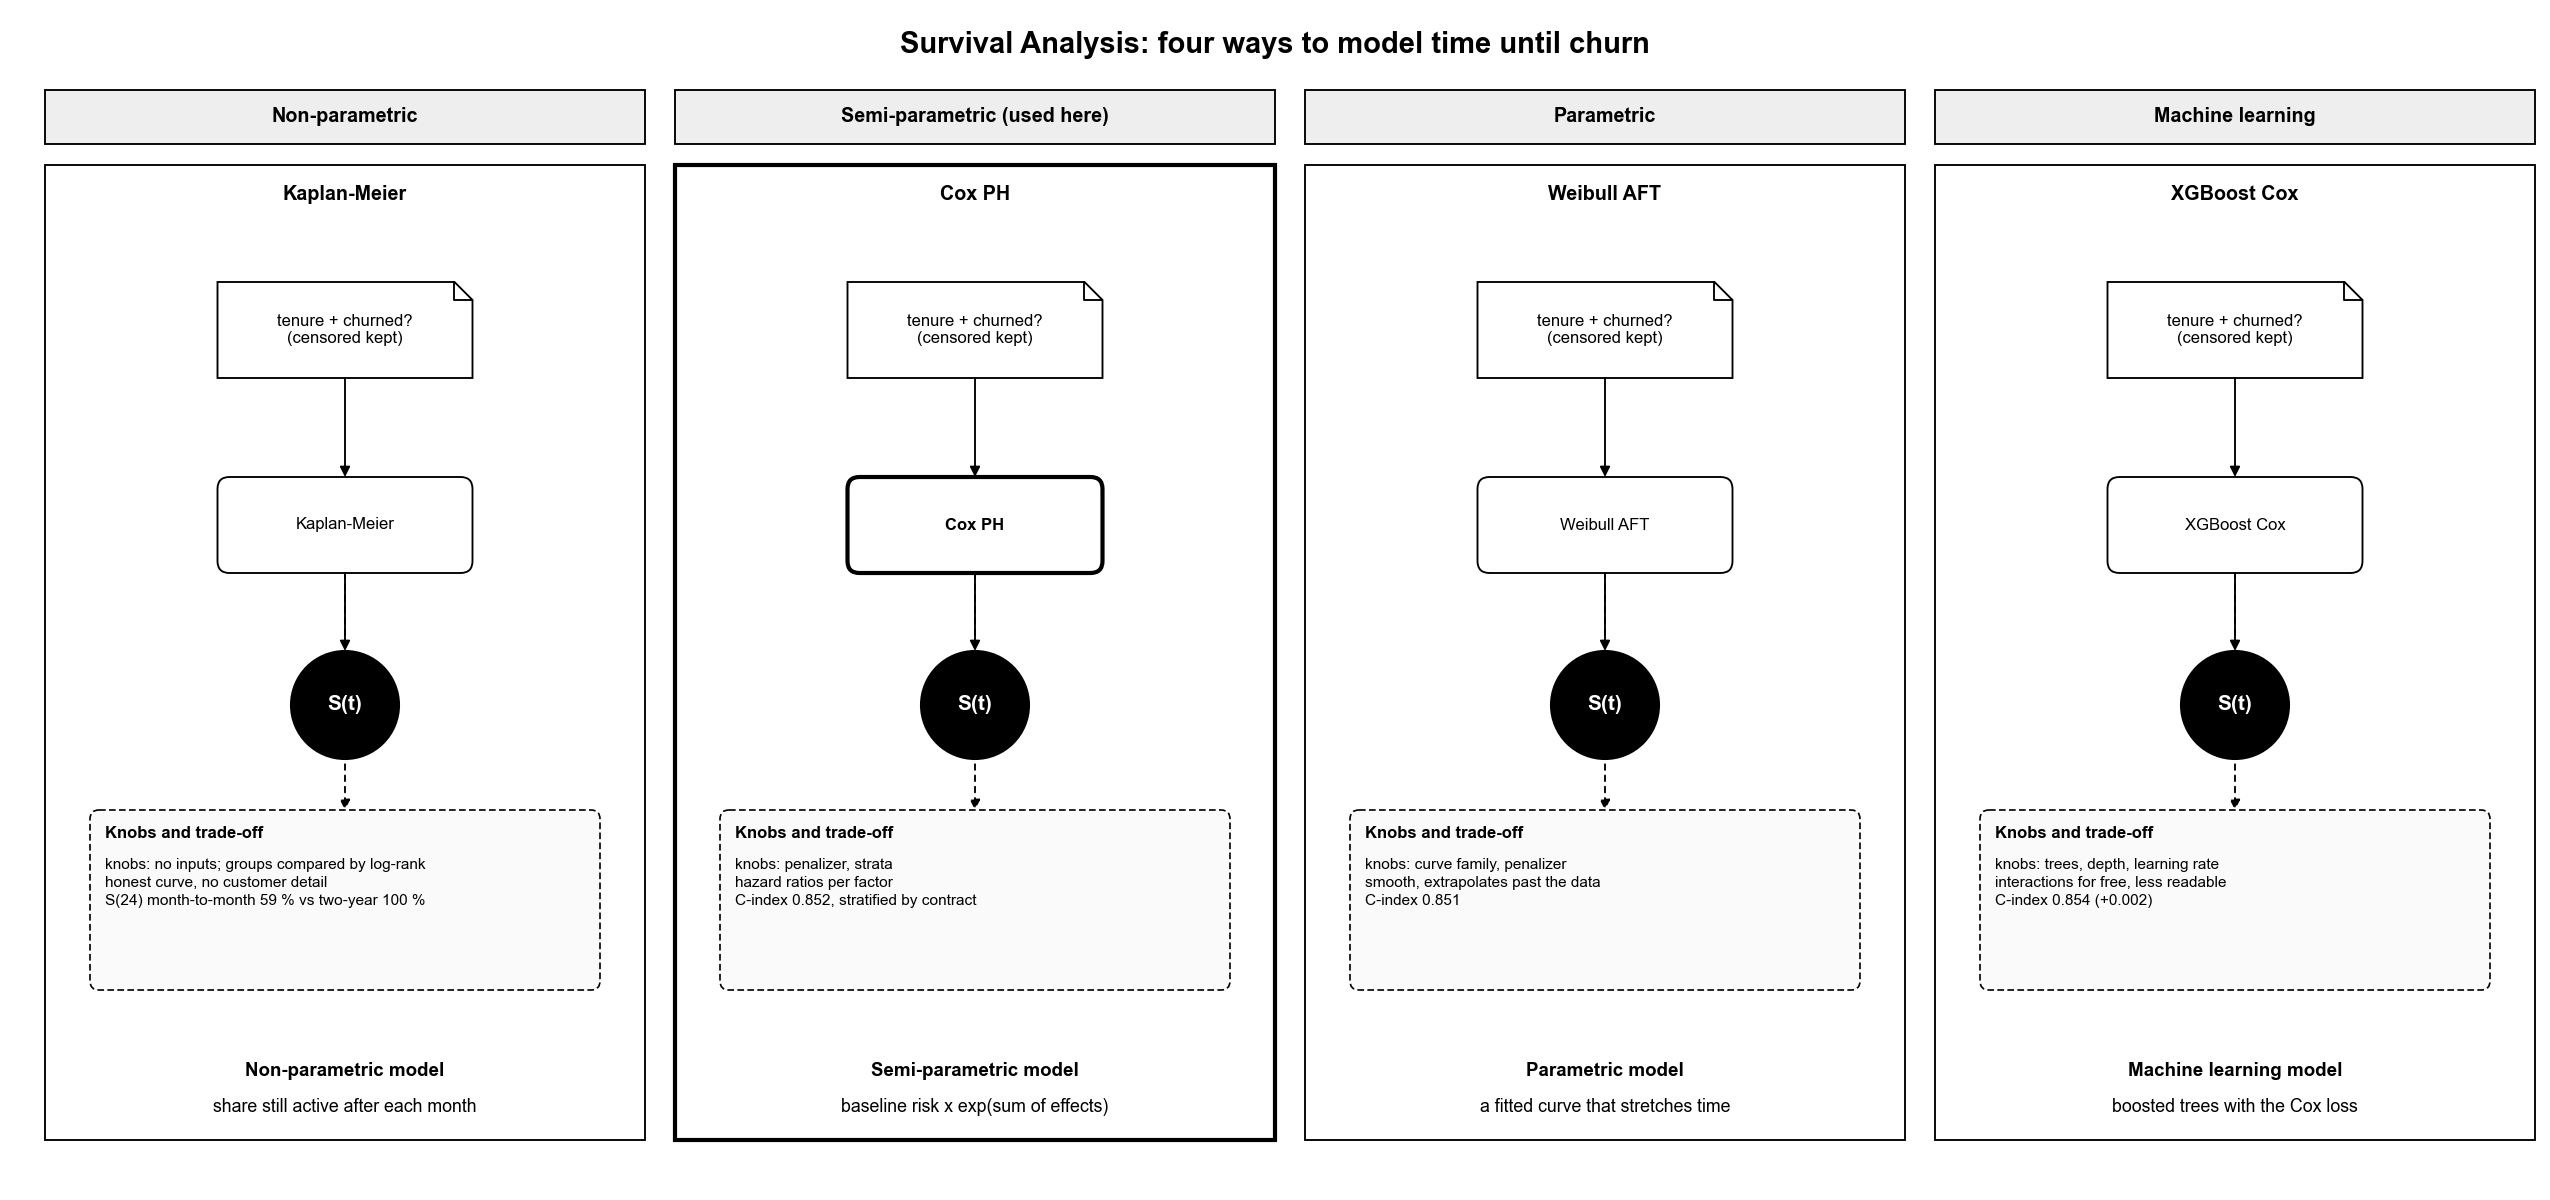 Survival Analysis: four ways to model time until churn
Non-parametric
Kaplan-Meier
tenure + churned?
(censored kept)
Kaplan-Meier
S(t)
Knobs and trade-off
knobs: no inputs; groups compared by log-rank
honest curve, no customer detail
S(24) month-to-month 59 % vs two-year 100 %
Non-parametric model
share still active after each month
Semi-parametric (used here)
Cox PH
tenure + churned?
(censored kept)
Cox PH
S(t)
Knobs and trade-off
knobs: penalizer, strata
hazard ratios per factor
C-index 0.852, stratified by contract
Semi-parametric model
baseline risk x exp(sum of effects)
Parametric
Weibull AFT
tenure + churned?
(censored kept)
Weibull AFT
S(t)
Knobs and trade-off
knobs: curve family, penalizer
smooth, extrapolates past the data
C-index 0.851
Parametric model
a fitted curve that stretches time
Machine learning
XGBoost Cox
tenure + churned?
(censored kept)
XGBoost Cox
S(t)
Knobs and trade-off
knobs: trees, depth, learning rate
interactions for free, less readable
C-index 0.854 (+0.002)
Machine learning model
boosted trees with the Cox loss